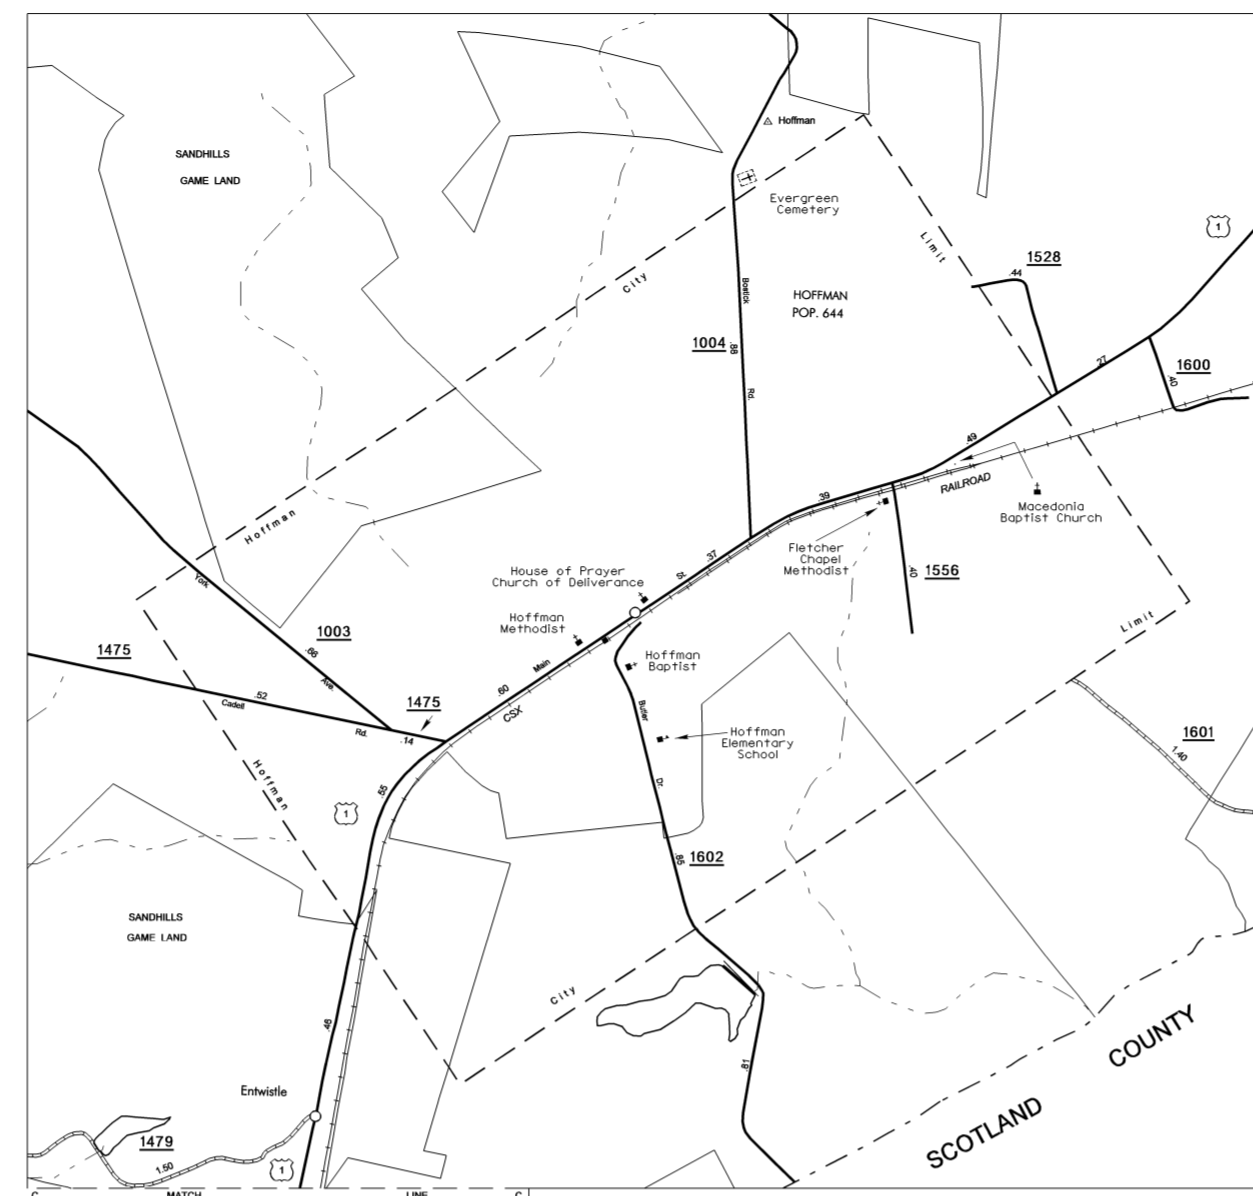 Hoffman
SANDHILLS
GAME LAND
Evergreen
Cemetery
1
Limit
1528
.44
City
Bostick
HOFFMAN
POP. 644
1004
.88
.27
1600
.40
Rd.
.49
Hoffman
.39
RAILROAD
Macedonia
Baptist Church
Fletcher
Chapel
Methodist
.37
St.
House of Prayer
Church of Deliverance
.40
1556
York
Hoffman
Methodist
Limit
1003
1475
.66
Main
Hoffman
Baptist
Ave.
.52
Cadell
1475
.60
CSX
Butler
Rd.
.14
Hoffman
Elementary
School
1601
1.40
Hoffman
.55
Dr.
1
.85
1602
SANDHILLS
GAME LAND
City
.46
COUNTY
.81
Entwistle
SCOTLAND
1479
1.50
1
C
MATCH
LINE
C